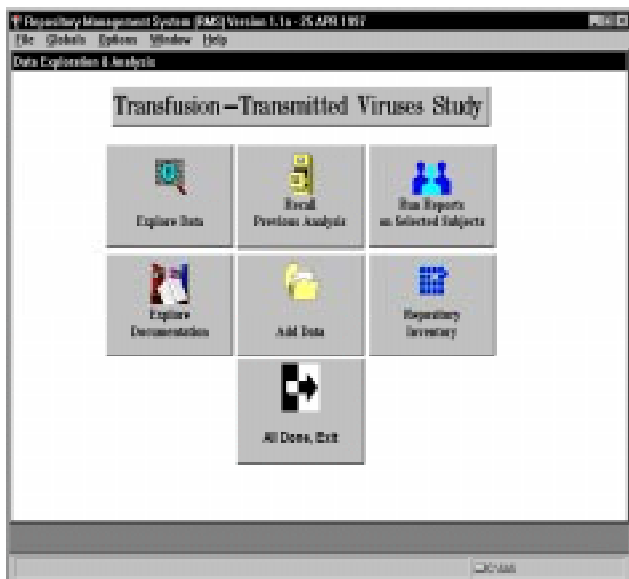 Repository Management System (RMS) Version 1.1a - 25 APR 1997
File Globals Options Window Help
Data Exploration & Analysis
Transfusion-Transmitted Viruses Study
Explore Data
Recall
Previous Analysis
Run Reports
on Selected Subjects
Explore
Documentation
Add Data
Repository
Inventory
All Done, Exit